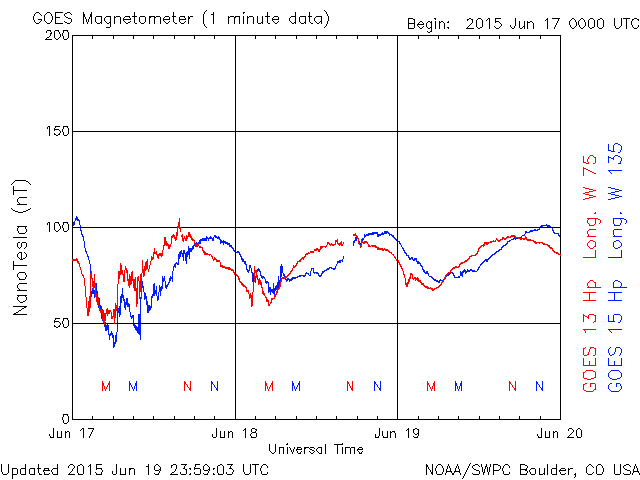 GOES Magnetometer (1 minute data)
Begin: 2015 Jun 17 0000 UTC
200
150
100
50
0
NanoTesla (nT)
M M N N M M N N M M N N
Jun 17 Jun 18 Jun 19 Jun 20
Universal Time
GOES 13 Hp Long. W 75
GOES 15 Hp Long. W 135
Updated 2015 Jun 19 23:59:03 UTC
NOAA/SWPC Boulder, CO USA